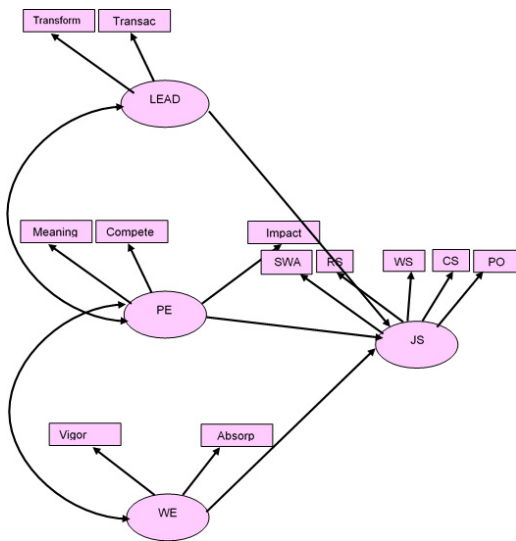 Transform
Transac
LEAD
Meaning
Compete
Impact
SWA
RS
WS
CS
PO
PE
JS
Vigor
Absorp
WE